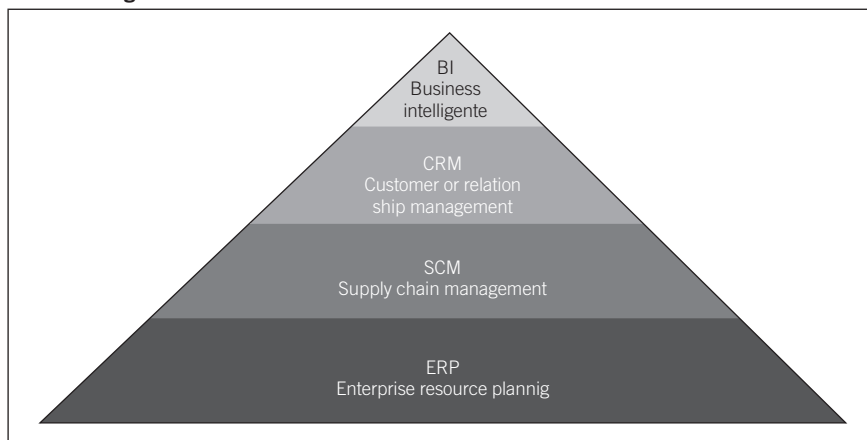 BI
Business
intelligente
CRM
Customer or relation
ship management
SCM
Supply chain management
ERP
Enterprise resource plannig